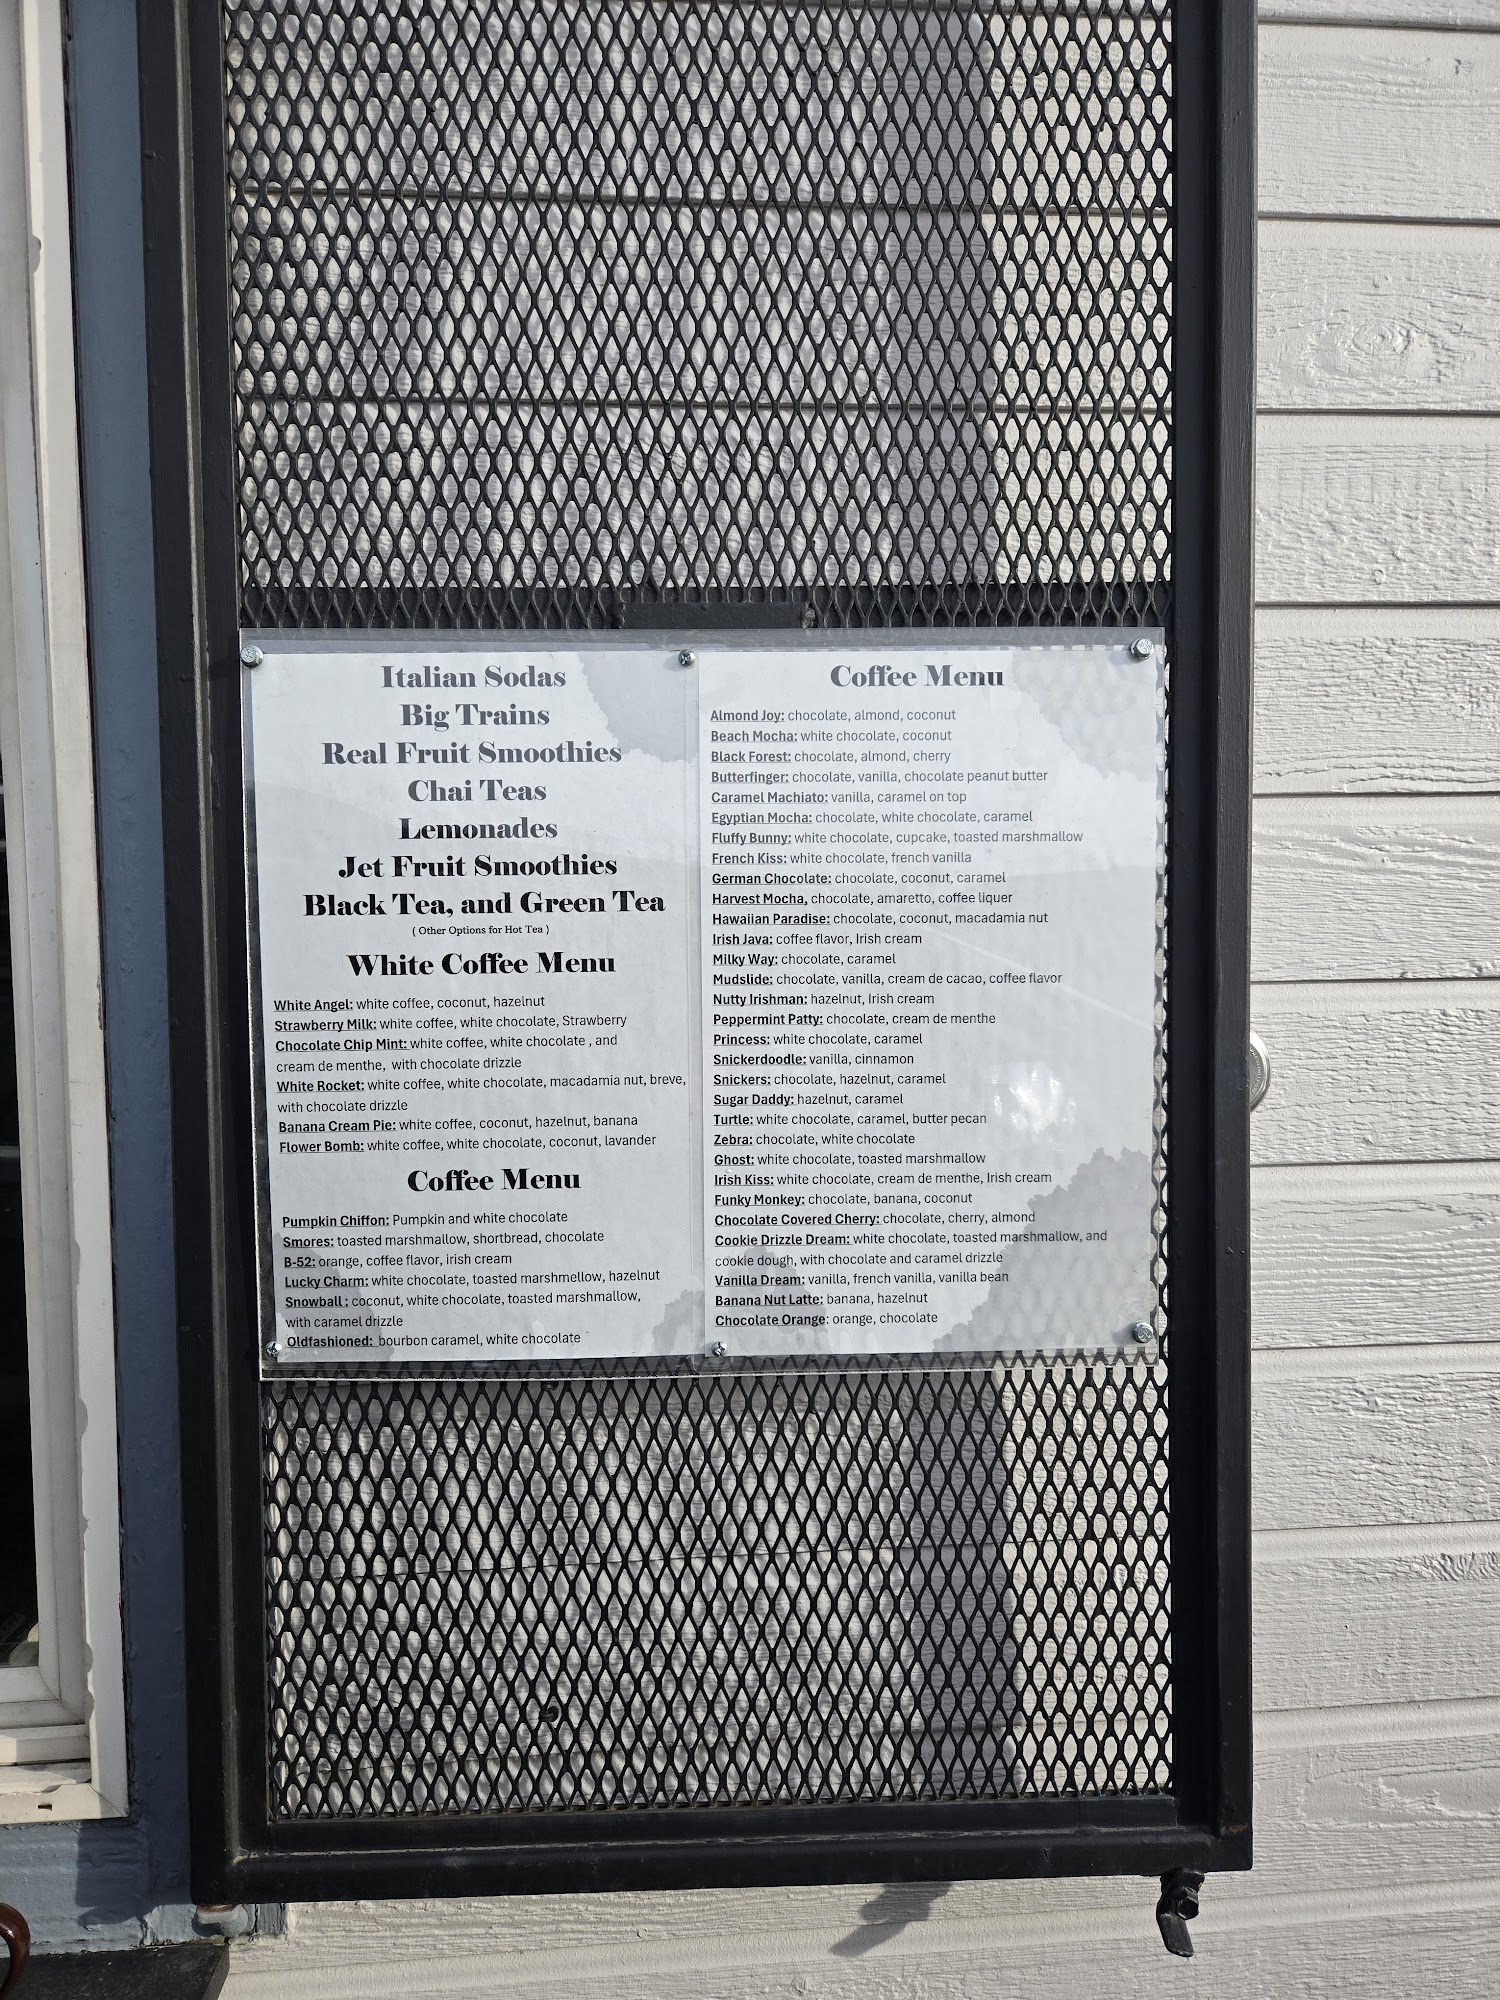 Italian Sodas
Big Trains
Real Fruit Smoothies
Chai Teas
Lemonades
Jet Fruit Smoothies
Black Tea, and Green Tea
( Other Options for Hot Tea )
White Coffee Menu
White Angel: white coffee, coconut, hazelnut
Strawberry Milk: white coffee, white chocolate, Strawberry
Chocolate Chip Mint: white coffee, white chocolate , and
cream de menthe, with chocolate drizzle
White Rocket: white coffee, white chocolate, macadamia nut, breve,
with chocolate drizzle
Banana Cream Pie: white coffee, coconut, hazelnut, banana
Flower Bomb: white coffee, white chocolate, coconut, lavander
Coffee Menu
Pumpkin Chiffon: Pumpkin and white chocolate
Smores: toasted marshmallow, shortbread, chocolate
B-52: orange, coffee flavor, irish cream
Lucky Charm: white chocolate, toasted marshmellow, hazelnut
Snowball : coconut, white chocolate, toasted marshmallow,
with caramel drizzle
Oldfashioned: bourbon caramel, white chocolate
Coffee Menu
Almond Joy: chocolate, almond, coconut
Beach Mocha: white chocolate, coconut
Black Forest: chocolate, almond, cherry
Butterfinger: chocolate, vanilla, chocolate peanut butter
Caramel Machiato: vanilla, caramel on top
Egyptian Mocha: chocolate, white chocolate, caramel
Fluffy Bunny: white chocolate, cupcake, toasted marshmallow
French Kiss: white chocolate, french vanilla
German Chocolate: chocolate, coconut, caramel
Harvest Mocha, chocolate, amaretto, coffee liquer
Hawaiian Paradise: chocolate, coconut, macadamia nut
Irish Java: coffee flavor, Irish cream
Milky Way: chocolate, caramel
Mudslide: chocolate, vanilla, cream de cacao, coffee flavor
Nutty Irishman: hazelnut, Irish cream
Peppermint Patty: chocolate, cream de menthe
Princess: white chocolate, caramel
Snickerdoodle: vanilla, cinnamon
Snickers: chocolate, hazelnut, caramel
Sugar Daddy: hazelnut, caramel
Turtle: white chocolate, caramel, butter pecan
Zebra: chocolate, white chocolate
Ghost: white chocolate, toasted marshmallow
Irish Kiss: white chocolate, cream de menthe, Irish cream
Funky Monkey: chocolate, banana, coconut
Chocolate Covered Cherry: chocolate, cherry, almond
Cookie Drizzle Dream: white chocolate, toasted marshmallow, and
cookie dough, with chocolate and caramel drizzle
Vanilla Dream: vanilla, french vanilla, vanilla bean
Banana Nut Latte: banana, hazelnut
Chocolate Orange: orange, chocolate